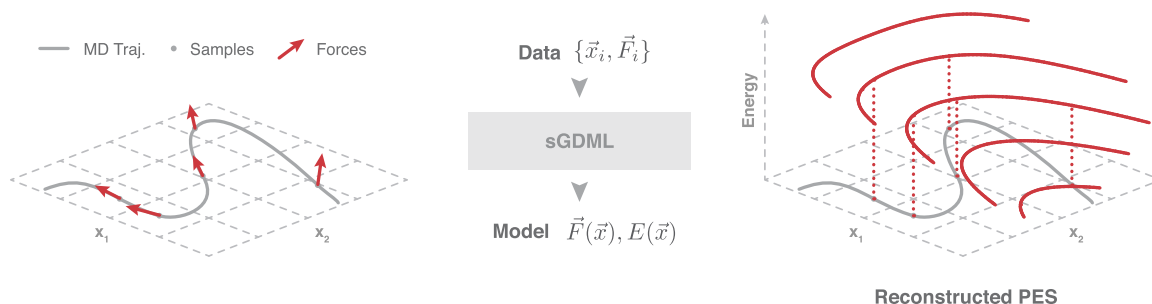 MD Traj. Samples Forces
x₁
x₂
Data {x⃗ᵢ, F⃗ᵢ}
sGDML
Model F⃗(x⃗), E(x⃗)
Energy
x₁
x₂
Reconstructed PES